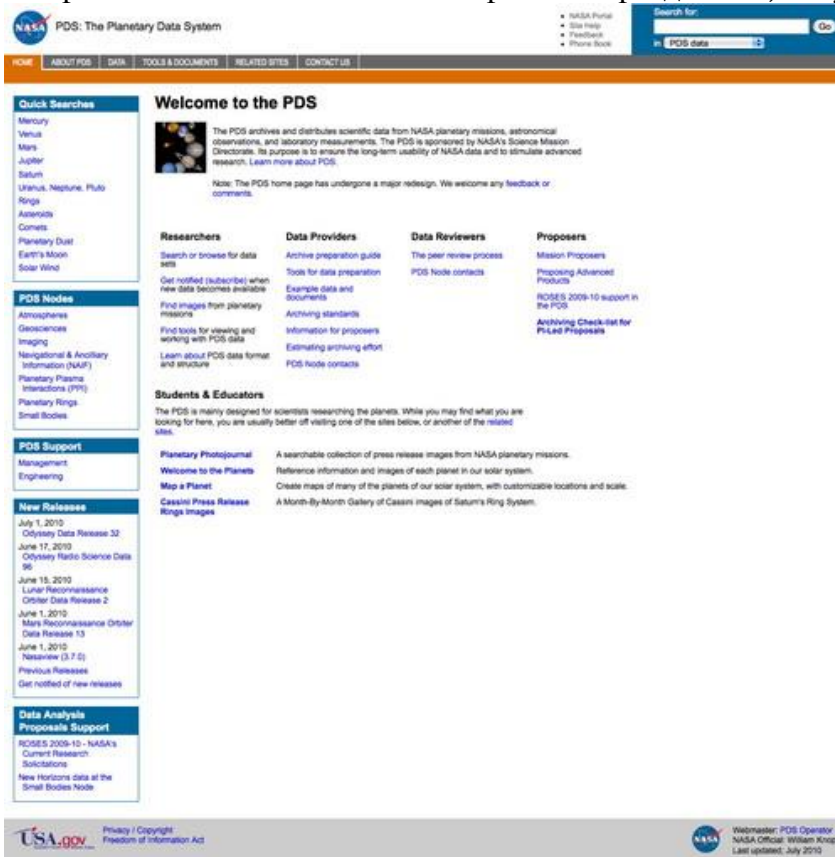 NASA
PDS: The Planetary Data System
NASA Portal
Site Help
Feedback
Phone Book
Search for:
Go
in PDS data
HOME
ABOUT PDS
DATA
TOOLS & DOCUMENTS
RELATED SITES
CONTACT US
Quick Searches
Mercury
Venus
Mars
Jupiter
Saturn
Uranus, Neptune, Pluto
Rings
Asteroids
Comets
Planetary Dust
Earth's Moon
Solar Wind
PDS Nodes
Atmospheres
Geosciences
Imaging
Navigational & Ancillary
Information (NAIF)
Planetary Plasma
Interactions (PPI)
Planetary Rings
Small Bodies
PDS Support
Management
Engineering
New Releases
July 1, 2010
Odyssey Data Release 32
June 17, 2010
Odyssey Radio Science Data
96
June 15, 2010
Lunar Reconnaissance
Orbiter Data Release 2
June 1, 2010
Mars Reconnaissance Orbiter
Data Release 13
June 1, 2010
Nasaview (3.7.0)
Previous Releases
Get notified of new releases
Data Analysis
Proposals Support
ROSES 2009-10 - NASA's
Current Research
Solicitations
New Horizons data at the
Small Bodies Node
Welcome to the PDS
The PDS archives and distributes scientific data from NASA planetary missions, astronomical
observations, and laboratory measurements. The PDS is sponsored by NASA's Science Mission
Directorate. Its purpose is to ensure the long-term usability of NASA data and to stimulate advanced
research. Learn more about PDS.
Note: The PDS home page has undergone a major redesign. We welcome any feedback or
comments.
Researchers
Search or browse for data
sets
Get notified (subscribe) when
new data becomes available
Find images from planetary
missions
Find tools for viewing and
working with PDS data
Learn about PDS data format
and structure
Data Providers
Archive preparation guide
Tools for data preparation
Example data and
documents
Archiving standards
Information for proposers
Estimating archiving effort
PDS Node contacts
Data Reviewers
The peer review process
PDS Node contacts
Proposers
Mission Proposers
Proposing Advanced
Products
ROSES 2009-10 support in
the PDS
Archiving Check-list for
PI-Led Proposals
Students & Educators
The PDS is mainly designed for scientists researching the planets. While you may find what you are
looking for here, you are usually better off visiting one of the sites below, or another of the related
sites.
Planetary Photojournal A searchable collection of press release images from NASA planetary missions.
Welcome to the Planets Reference information and images of each planet in our solar system.
Map a Planet Create maps of many of the planets of our solar system, with customizable locations and scale.
Cassini Press Release A Month-By-Month Gallery of Cassini images of Saturn's Ring System.
Rings Images
USA.gov
Privacy / Copyright
Freedom of Information Act
NASA
Webmaster: PDS Operator
NASA Official: William
Last updated: July 2010